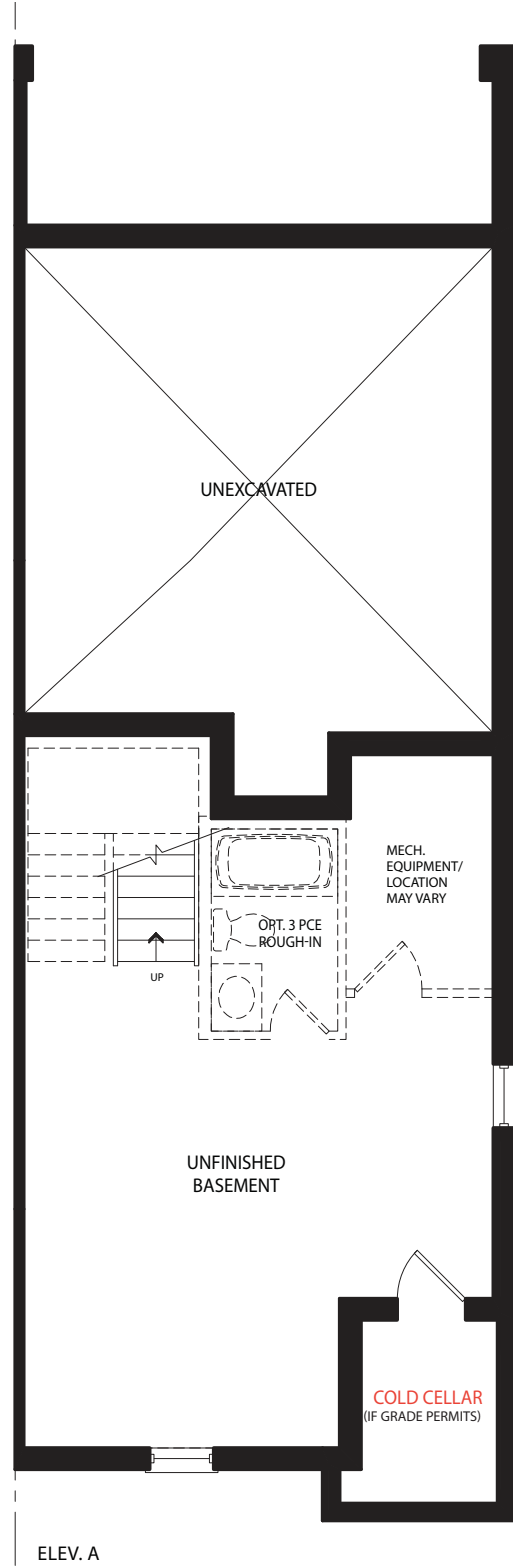 UNEXCAVATED
MECH.
EQUIPMENT/
LOCATION
MAY VARY
OPT. 3 PCE
ROUGH-IN
UP
UNFINISHED
BASEMENT
COLD CELLAR
(IF GRADE PERMITS)
ELEV. A